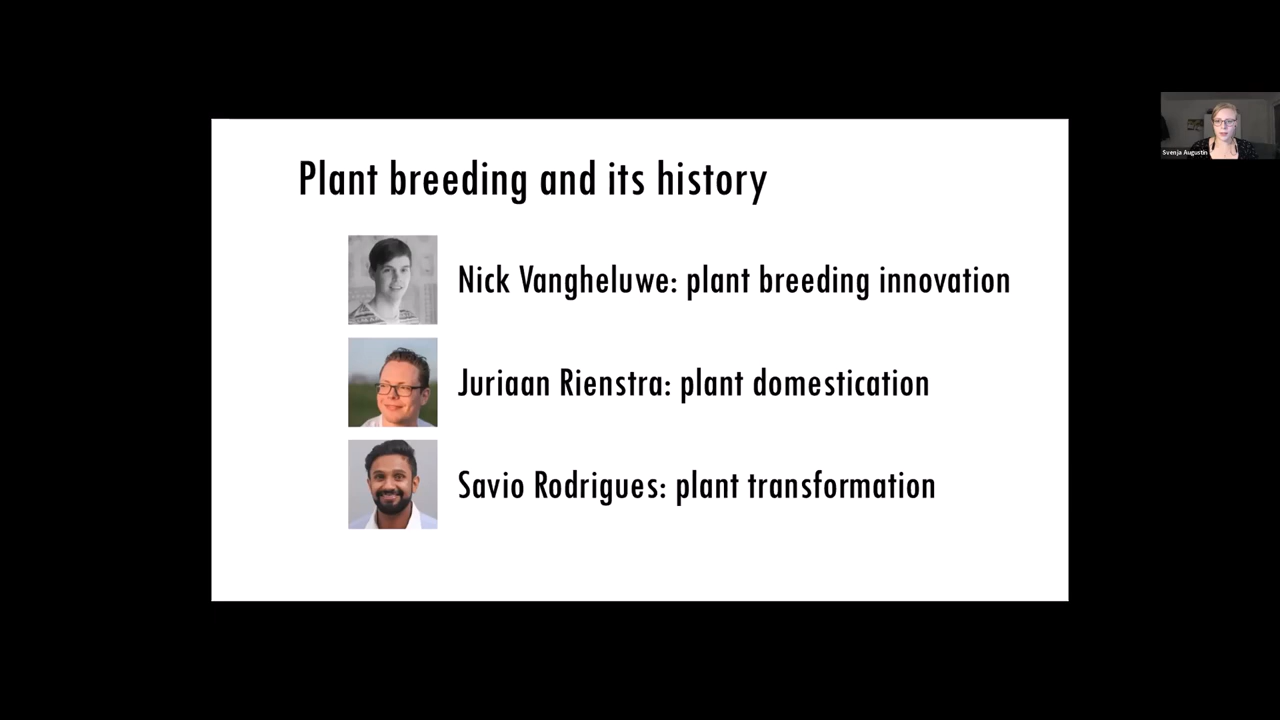 Plant breeding and its history
Nick Vangheluwe: plant breeding innovation
Juriaan Rienstra: plant domestication
Savio Rodrigues: plant transformation
Svenja Augustin